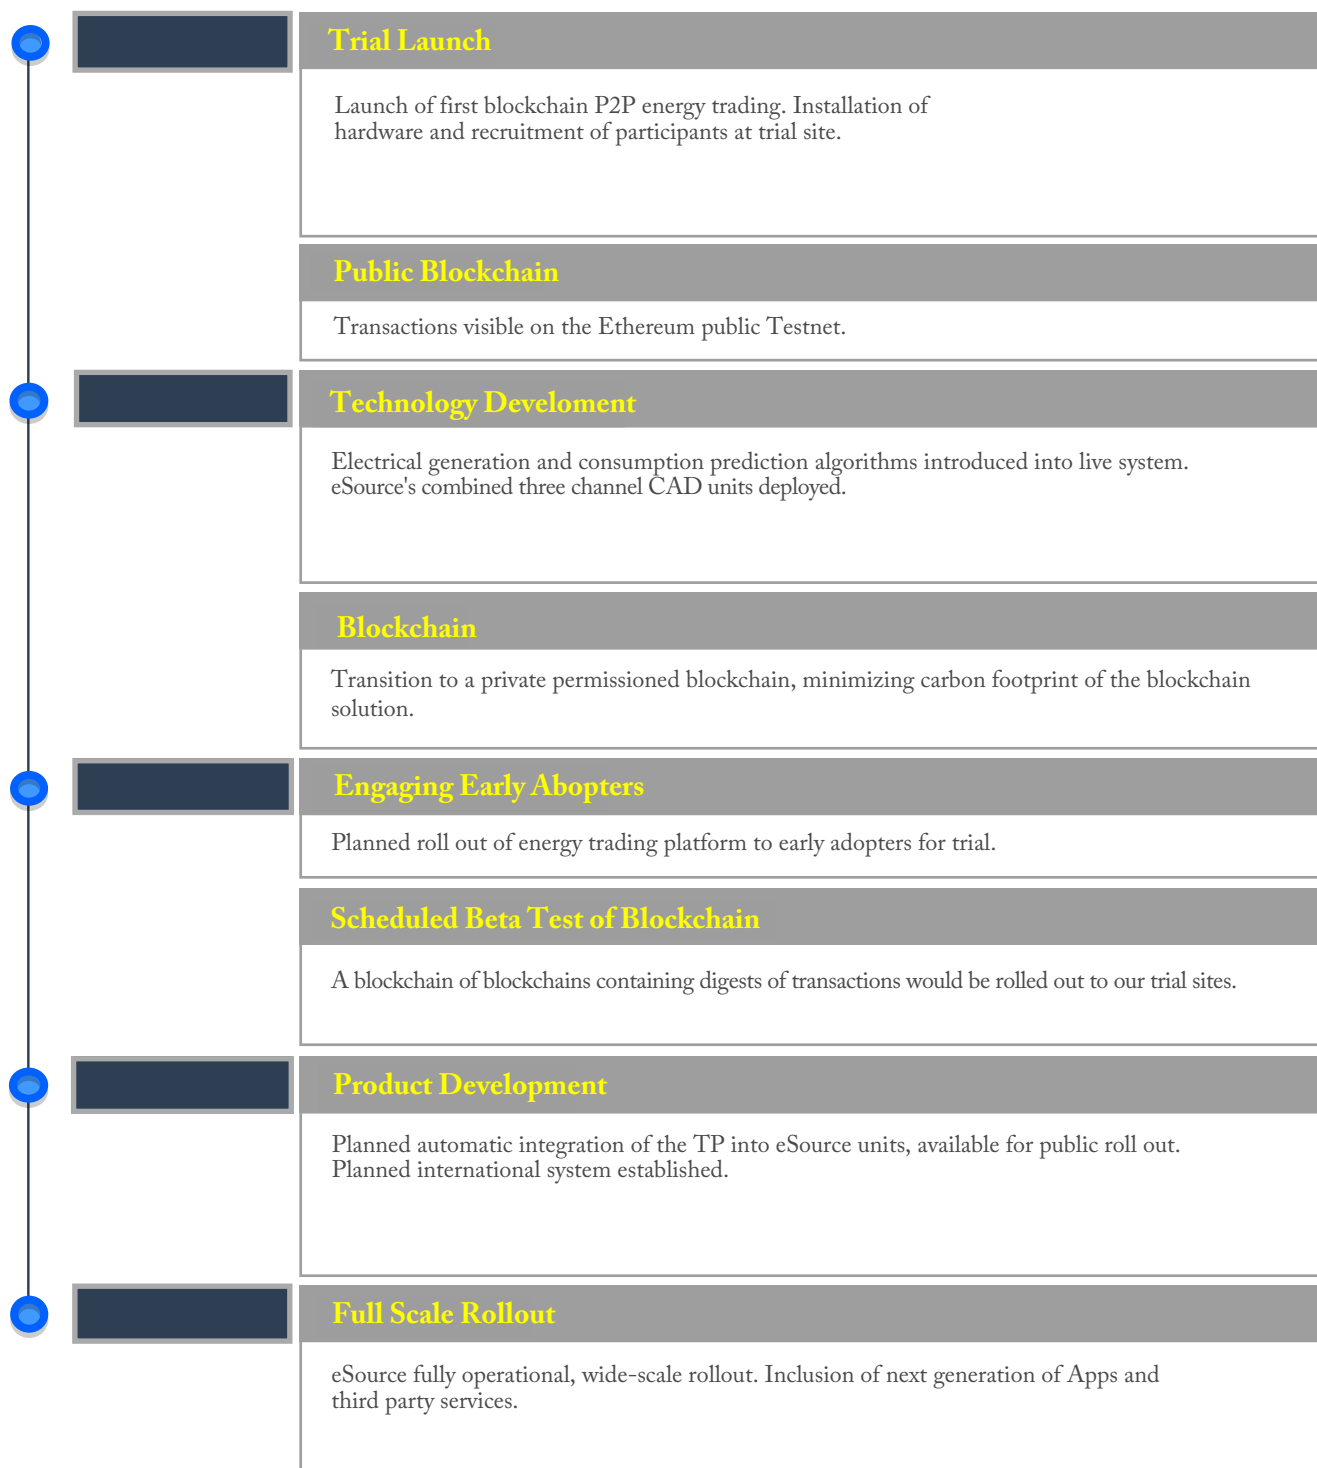 Trial Launch
Launch of first blockchain P2P energy trading. Installation of
hardware and recruitment of participants at trial site.
Public Blockchain
Transactions visible on the Ethereum public Testnet.
Technology Develoment
Electrical generation and consumption prediction algorithms introduced into live system.
eSource's combined three channel CAD units deployed.
Blockchain
Transition to a private permissioned blockchain, minimizing carbon footprint of the blockchain
solution.
Engaging Early Abopters
Planned roll out of energy trading platform to early adopters for trial.
Scheduled Beta Test of Blockchain
A blockchain of blockchains containing digests of transactions would be rolled out to our trial sites.
Product Development
Planned automatic integration of the TP into eSource units, available for public roll out.
Planned international system established.
Full Scale Rollout
eSource fully operational, wide-scale rollout. Inclusion of next generation of Apps and
third party services.